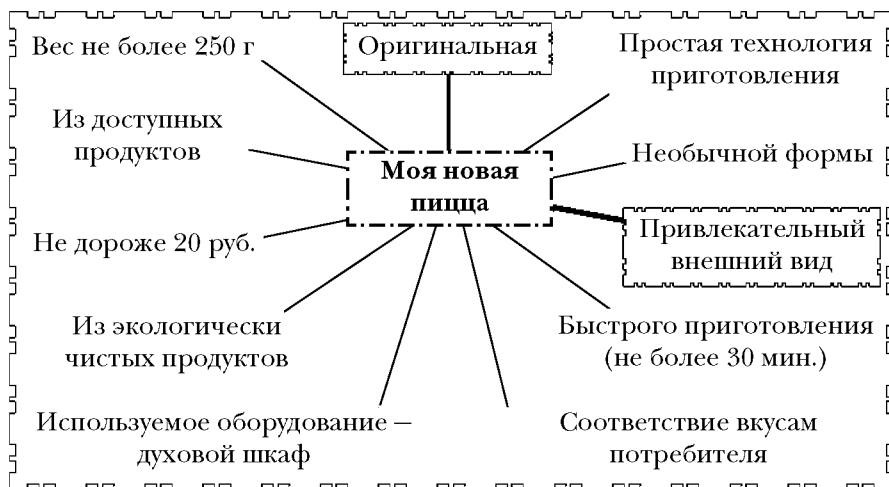 Вес не более 250 г
Оригинальная
Простая технология
приготовления
Из доступных
продуктов
Моя новая
пицца
Необычной формы
Не дороже 20 руб.
Привлекательный
внешний вид
Из экологически
чистых продуктов
Быстрого приготовления
(не более 30 мин.)
Используемое оборудование –
духовой шкаф
Соответствие вкусам
потребителя